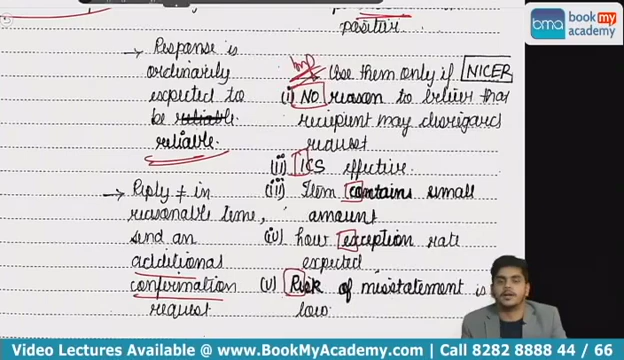 positive.
bma book my academy
→ Response is
ordinarily
expected to
be reliable
reliable.
Imp
Use them only if NICER
(i) NO reason to believe that
recipient may disregard
request
(ii) ICS effective.
(iii) Item contains small
amount
(iv) how exception rate
expected.
(v) Risk of misstatement is
low.
→ Reply ≠ in
reasonable time,
send an
additional
confirmation
request
Video Lectures Available @ www.BookMyAcademy.com | Call 8282 8888 44 / 66